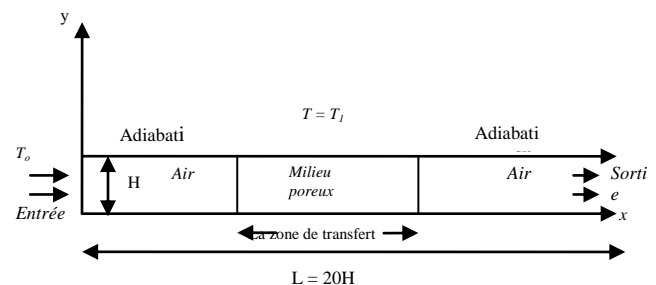 y
T = T1
Adiabati
Adiabati
To
Air
Milieu
poreux
Air
Sorti
e
H
Entrée
x
La zone de transfert
L = 20H